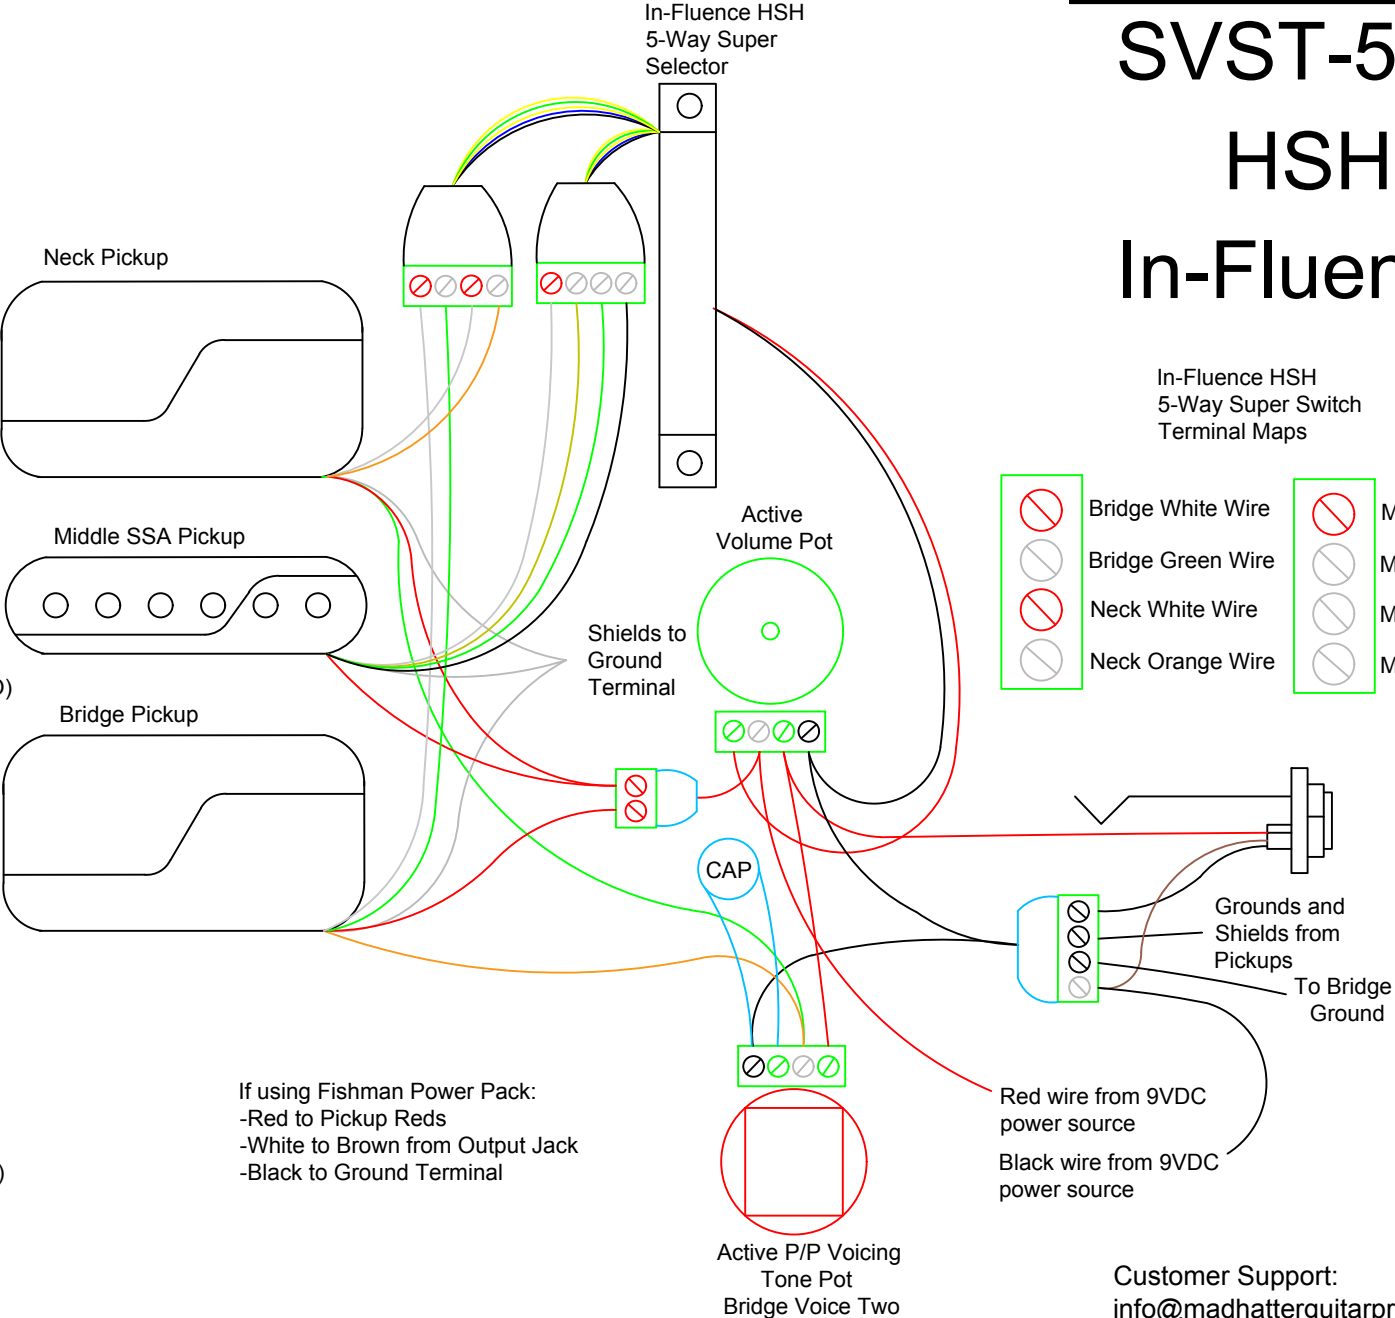 In-Fluence HSH
5-Way Super
Selector
SVST-5
HSH
In-Fluen
Neck Pickup
In-Fluence HSH
5-Way Super Switch
Terminal Maps
Bridge White Wire
Bridge Green Wire
Neck White Wire
Neck Orange Wire
M
M
M
M
Active
Volume Pot
Middle SSA Pickup
Shields to
Ground
Terminal
)
Bridge Pickup
CAP
Grounds and
Shields from
Pickups
To Bridge
Ground
If using Fishman Power Pack:
-Red to Pickup Reds
-White to Brown from Output Jack
-Black to Ground Terminal
)
Red wire from 9VDC
power source
Black wire from 9VDC
power source
Active P/P Voicing
Tone Pot
Bridge Voice Two
Customer Support:
info@madhatterguitarpr